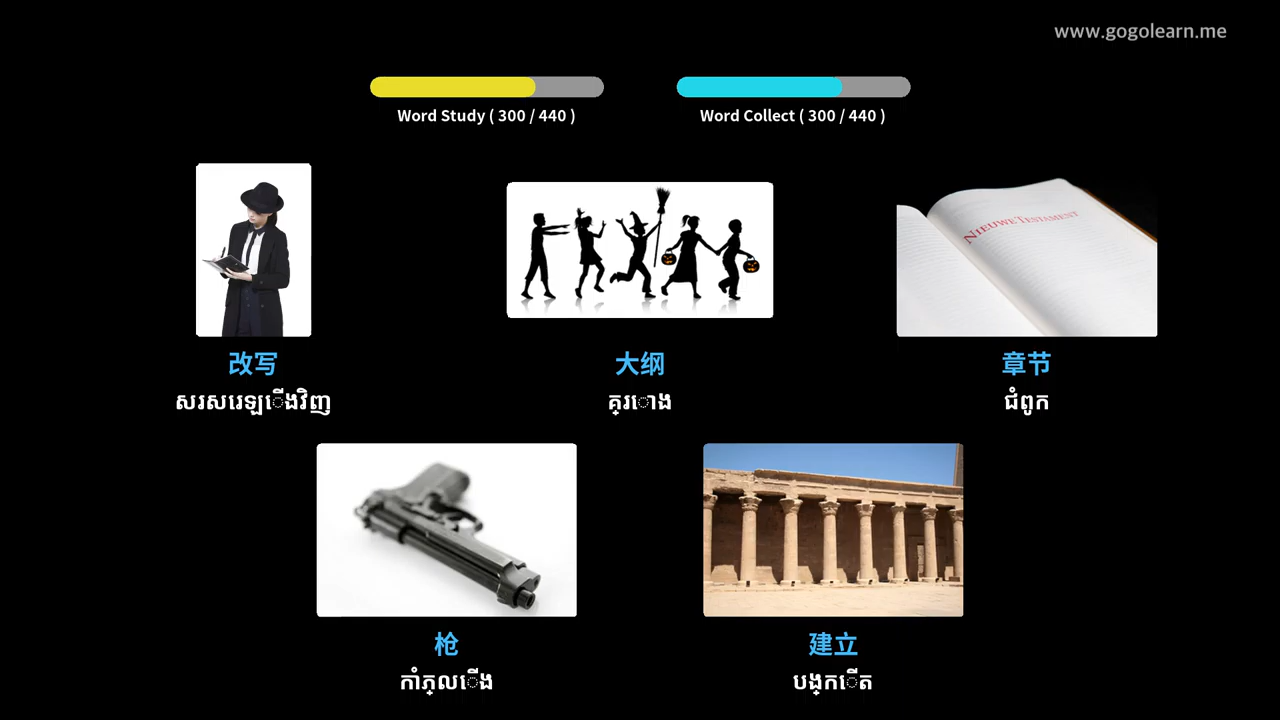 www.gogolearn.me
Word Study ( 300 / 440 )
Word Collect ( 300 / 440 )
NIEUWE TESTAMENT
改写
大纲
章节
សរសេរឡើងវិញ
គ្រោង
ជំពូក
枪
建立
កាំភ្លើង
បង្កើត